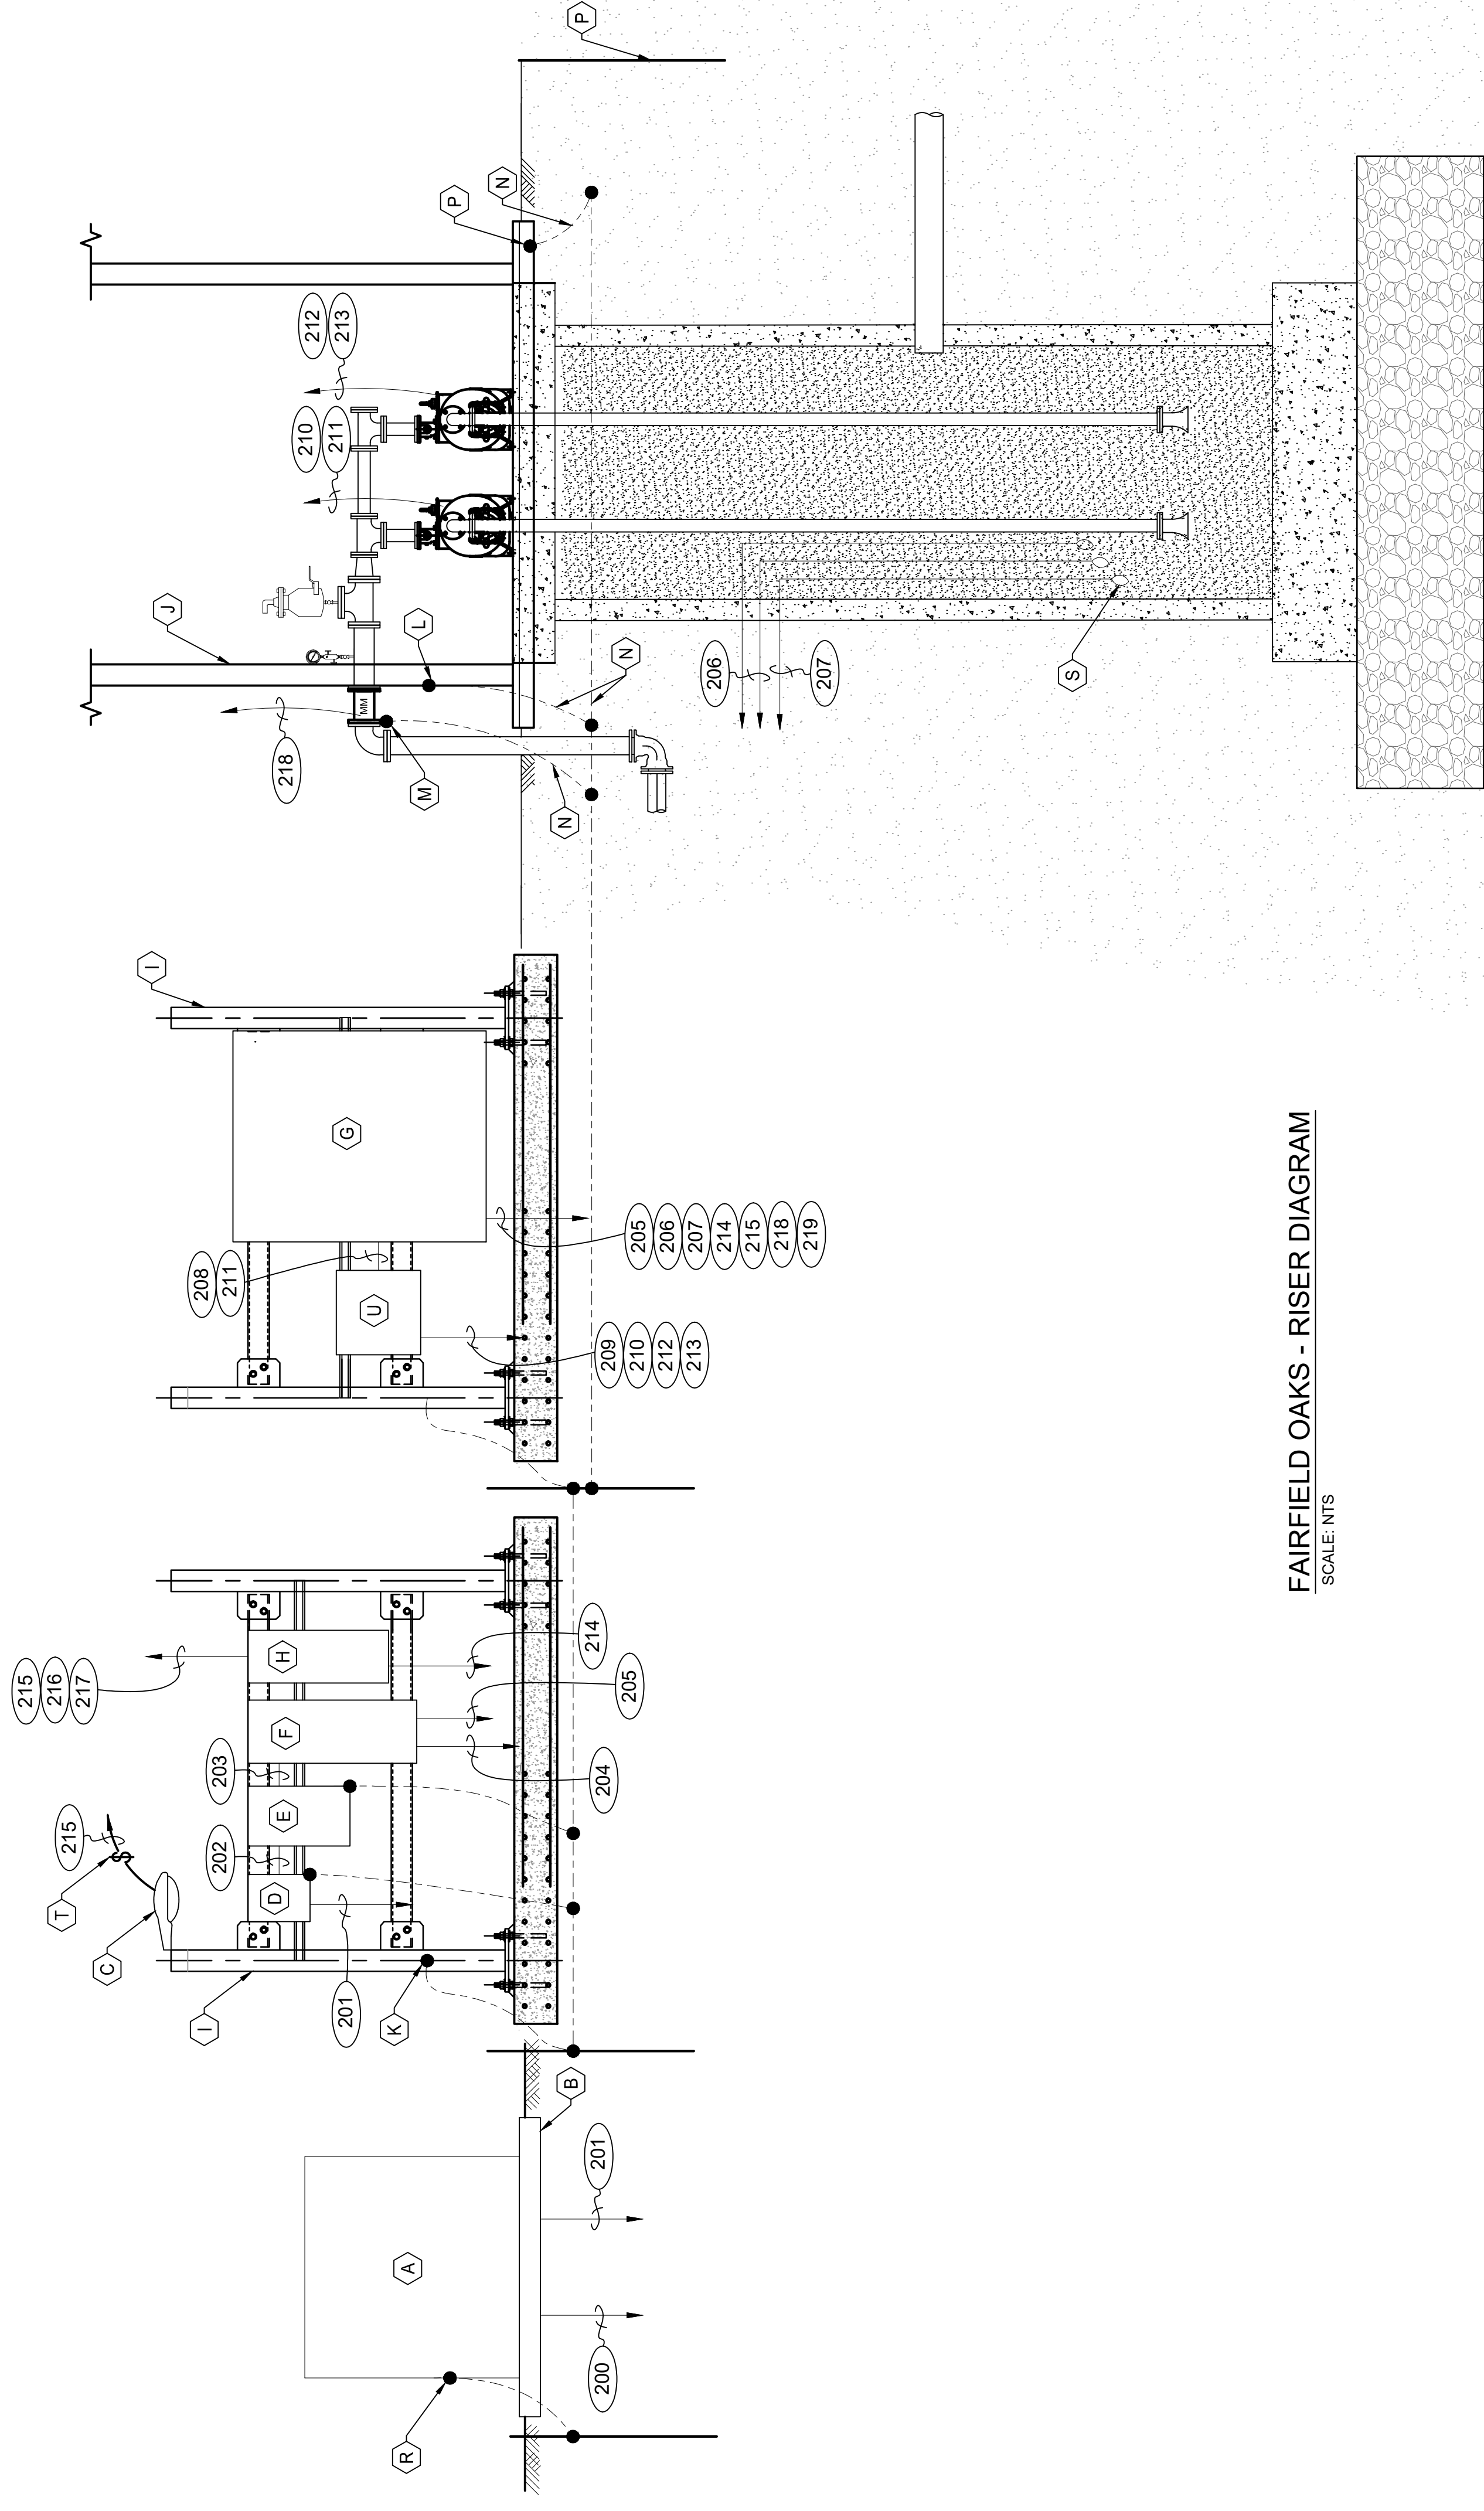 A
B
R
200
201
C
T
215
I
201
K
D
202
E
203
F
H
215
216
217
204
205
214
I
G
U
208
211
209
210
212
213
205
206
207
214
215
218
219
J
L
M
MM
218
N
N
N
P
P
210
211
212
213
206
207
S
FAIRFIELD OAKS - RISER DIAGRAM
SCALE: NTS